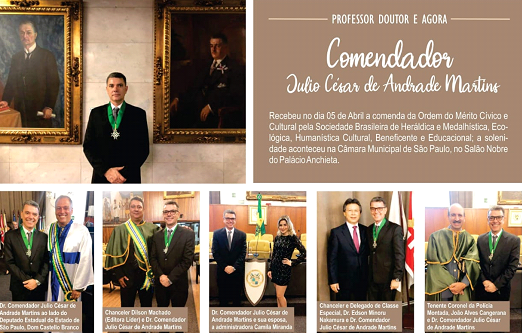 PROFESSOR DOUTOR E AGORA
Comendador
Julio César de Andrade Martins
Recebeu no dia 05 de Abril a comenda da Ordem do Mérito Cívico e
Cultural pela Sociedade Brasileira de Heráldica e Medalhística, Eco-
lógica, Humanística Cultural, Beneficente e Educacional; a soleni-
dade aconteceu na Câmara Municipal de São Paulo, no Salão Nobre
do Palácio Anchieta.
Dr. Comendador Julio César de
Andrade Martins e ao lado do
Deputado Estadual do Estado de
São Paulo, Dom Castello Branco
Chanceler Dilson Machado
(Editora Líder) e Dr. Comendador
Julio César de Andrade Martins
Dr. Comendador Julio César de
Andrade Martins e sua esposa,
a administradora Camila Miranda
Chanceler e Delegado de Classe
Especial, Dr. Edson Minoru
Nakamura e Dr. Comendador
Julio César de Andrade Martins
Tenente Coronel da Polícia
Mentada, João Alves Cangerana
e Dr. Comendador Julio César
de Andrade Martins